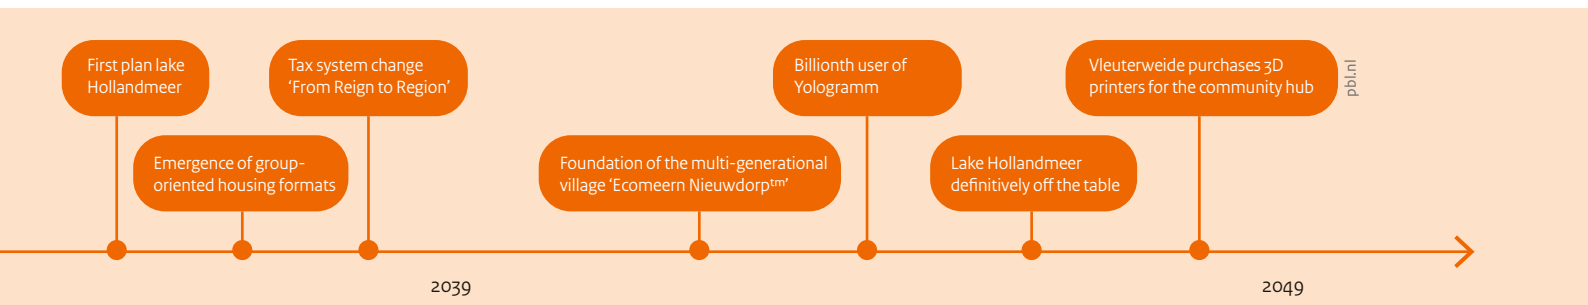 First plan lake
Hollandmeer
Emergence of group-
oriented housing formats
Tax system change
‘From Reign to Region’
Foundation of the multi-generational
village ‘Ecomeern Nieuwdorp™’
Billionth user of
Yologramm
Lake Hollandmeer
definitively off the table
Vleuterweide purchases 3D
printers for the community hub
pbl.nl
2039
2049